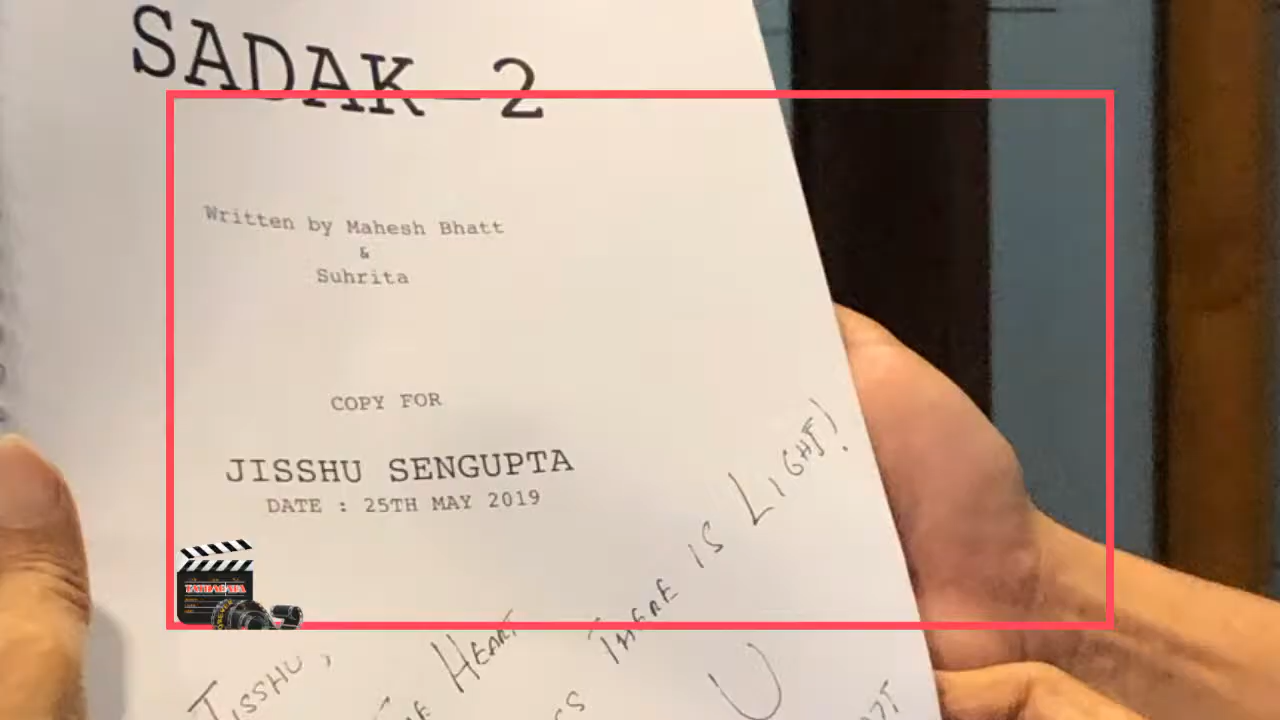 SADAK-2
Written by Mahesh Bhatt
&
Suhrita
COPY FOR
JISSHU SENGUPTA
DATE : 25TH MAY 2019
JISSHU,
HEART
THERE IS LIGHT!